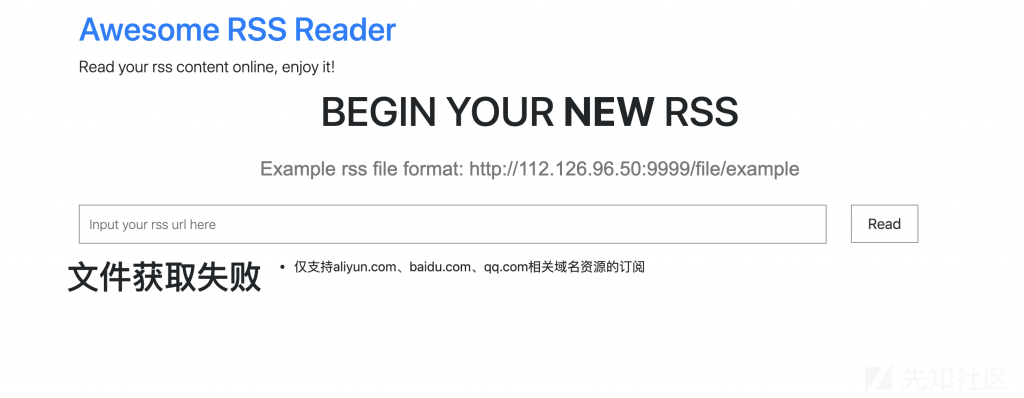 Awesome RSS Reader
Read your rss content online, enjoy it!
BEGIN YOUR NEW RSS
Example rss file format: http://112.126.96.50:9999/file/example
Input your rss url here
Read
文件获取失败
• 仅支持aliyun.com、baidu.com、qq.com相关域名资源的订阅
先知社区